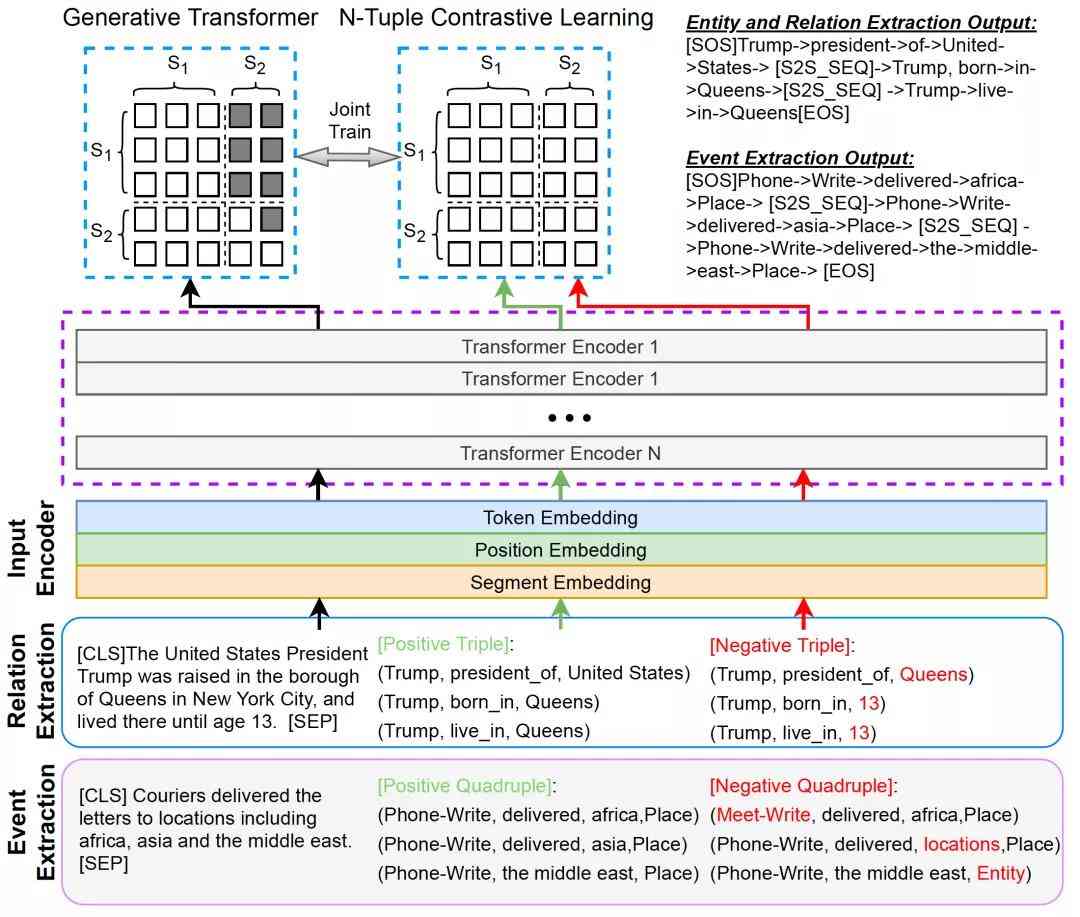 Generative Transformer
N-Tuple Contrastive Learning
S1
S2
S1
S2
Joint
Train
S1
S2
S1
S2
Entity and Relation Extraction Output:
[SOS]Trump->president->of->United-
>States-> [S2S_SEQ]->Trump, born->in-
>Queens->[S2S_SEQ] ->Trump->live-
>in->Queens[EOS]
Event Extraction Output:
[SOS]Phone->Write->delivered->africa-
>Place-> [S2S_SEQ]->Phone->Write-
>delivered->asia->Place-> [S2S_SEQ] -
>Phone->Write->delivered->the->middle-
east->Place-> [EOS]
Transformer Encoder 1
Transformer Encoder 1
...
Transformer Encoder N
Input
Encoder
Token Embedding
Position Embedding
Segment Embedding
Relation
Extraction
[CLS]The United States President
Trump was raised in the borough
of Queens in New York City, and
lived there until age 13. [SEP]
[Positive Triple]:
(Trump, president_of, United States)
(Trump, born_in, Queens)
(Trump, live_in, Queens)
[Negative Triple]:
(Trump, president_of, Queens)
(Trump, born_in, 13)
(Trump, live_in, 13)
Event
Extraction
[CLS] Couriers delivered the
letters to locations including
africa, asia and the middle east.
[SEP]
[Positive Quadruple]:
(Phone-Write, delivered, africa,Place)
(Phone-Write, delivered, asia,Place)
(Phone-Write, the middle east, Place)
[Negative Quadruple]:
(Meet-Write, delivered, africa,Place)
(Phone-Write, delivered, locations,Place)
(Phone-Write, the middle east, Entity)